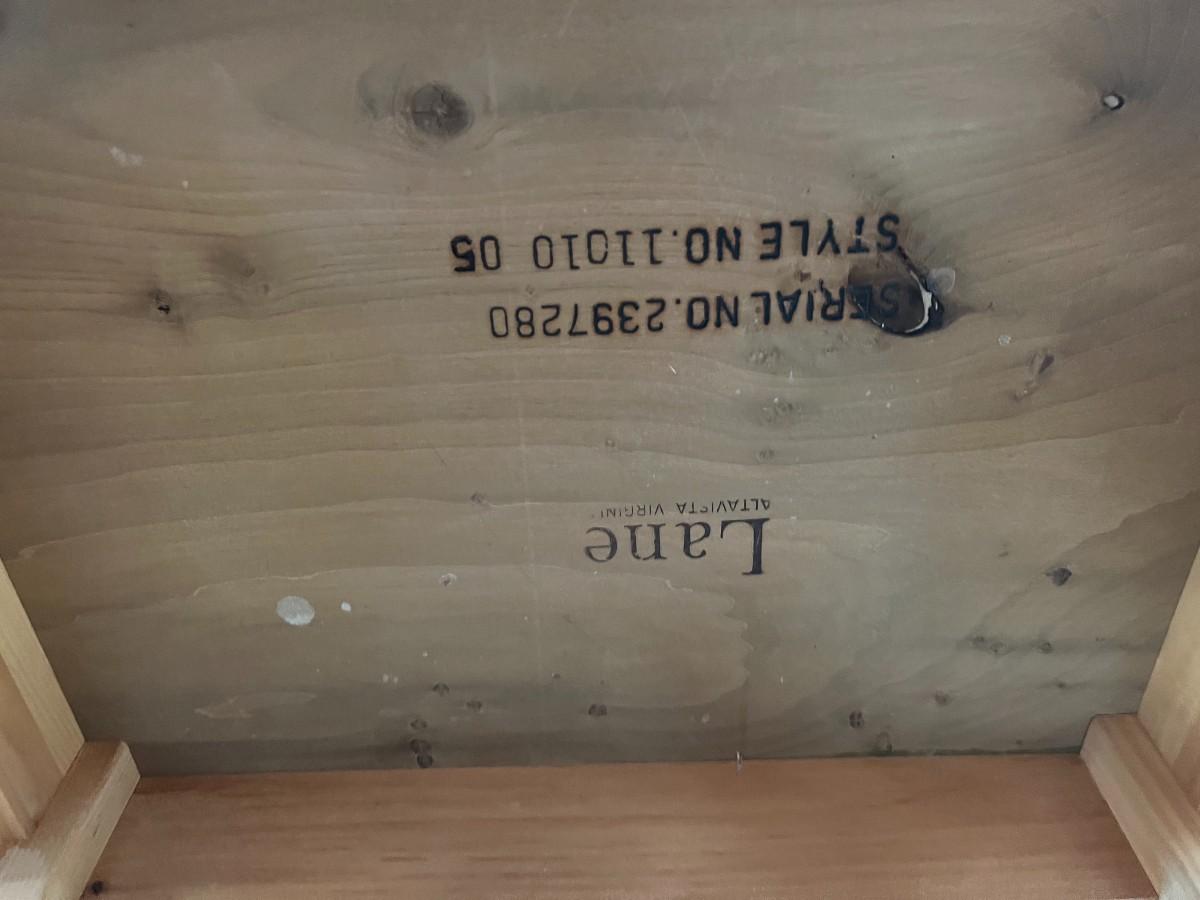 Lane
ALTAVISTA VIRGINIA
SERIAL NO.2397280
STYLE NO.11010 05